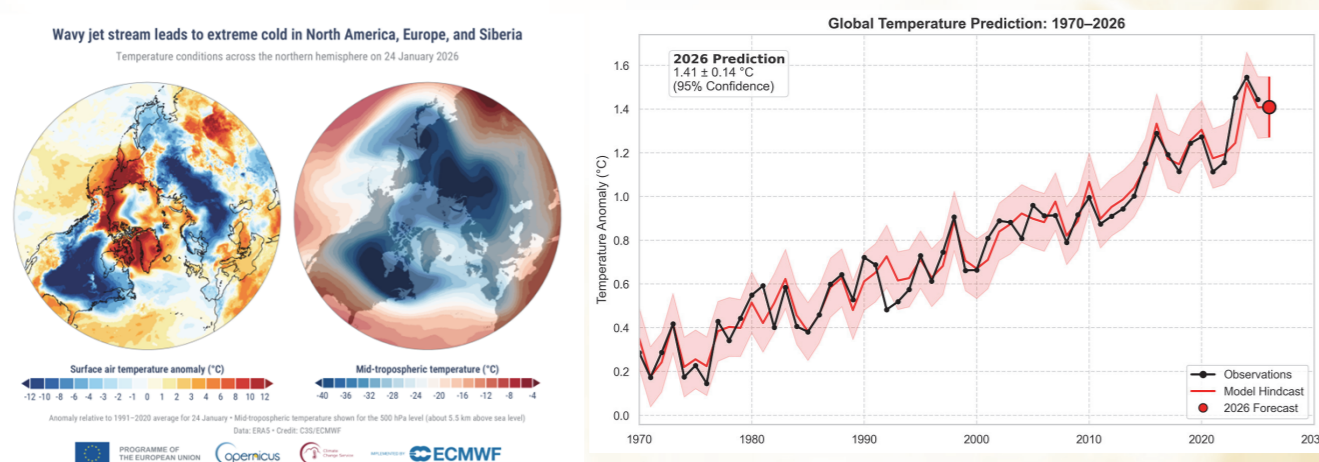 Wavy jet stream leads to extreme cold in North America, Europe, and Siberia
Temperature conditions across the northern hemisphere on 24 January 2026
Surface air temperature anomaly (°C)
-12 -10 -8 -6 -5 -4 -3 -2 -1 0 1 2 3 4 5 6 8 10 12
Mid-tropospheric temperature (°C)
-40 -36 -32 -28 -24 -20 -16 -12 -8 -4
Anomaly relative to 1991–2020 average for 24 January • Mid-tropospheric temperature shown for the 500 hPa level (about 5.5 km above sea level)
Data: ERA5 • Credit: C3S/ECMWF
PROGRAMME OF
THE EUROPEAN UNION
opernicus
Climate
Change Service
IMPLEMENTED BY
ECMWF
Global Temperature Prediction: 1970–2026
2026 Prediction
1.41 ± 0.14 °C
(95% Confidence)
Temperature Anomaly (°C)
1.6
1.4
1.2
1.0
0.8
0.6
0.4
0.2
0.0
1970 1980 1990 2000 2010 2020 203
Observations
Model Hindcast
2026 Forecast